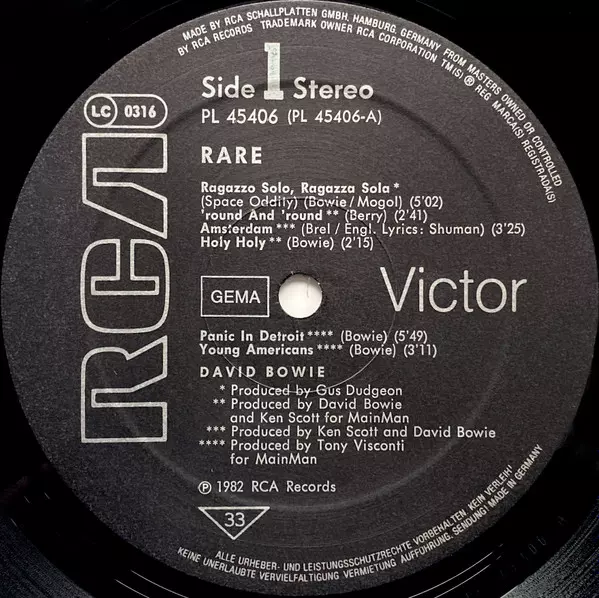 MADE BY RCA SCHALLPLATTEN GMBH, HAMBURG, GERMANY FROM MASTERS OWNED OR CONTROLLED
BY RCA RECORDS TRADEMARK OWNER RCA CORPORATION TM(S) ® REG MARCA(S) REGISTRADA(S)
Side 1 Stereo
LC 0316
PL 45406 (PL 45406-A)
RARE
Ragazzo Solo, Ragazza Sola *
(Space Oddity) (Bowie/Mogol) (5'02)
'round And 'round ** (Berry) (2'41)
Amsterdam *** (Brel / Engl. Lyrics: Shuman) (3'25)
Holy Holy ** (Bowie) (2'15)
RCA
GEMA
Victor
Panic In Detroit **** (Bowie) (5'49)
Young Americans **** (Bowie) (3'11)
DAVID BOWIE
* Produced by Gus Dudgeon
** Produced by David Bowie
and Ken Scott for MainMan
*** Produced by Ken Scott and David Bowie
**** Produced by Tony Visconti
for MainMan
℗ 1982 RCA Records
33
ALLE URHEBER- UND LEISTUNGSSCHUTZRECHTE VORBEHALTEN. KEIN VERLEIH!
KEINE UNERLAUBTE VERVIELFÄLTIGUNG VERMIETUNG AUFFÜHRUNG, SENDUNG! MADE IN GERMANY